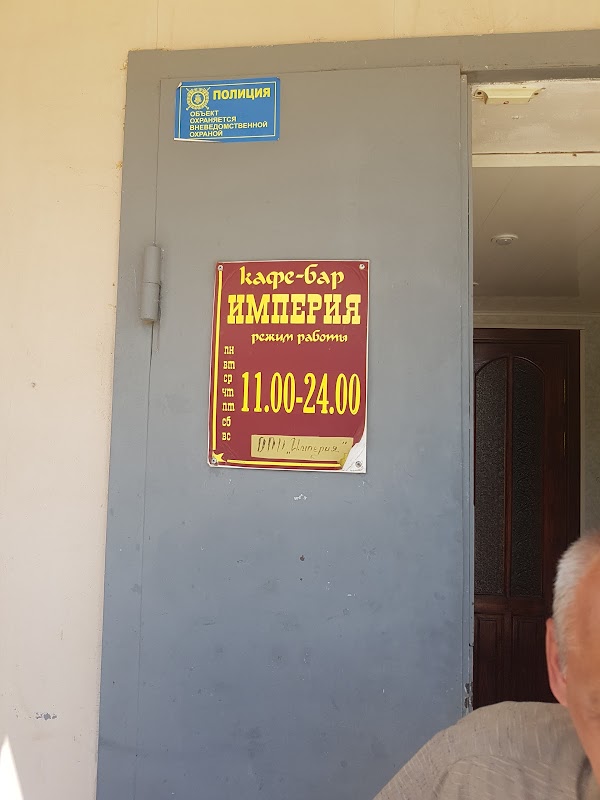 ПОЛИЦИЯ
ОБЪЕКТ
ОХРАНЯЕТСЯ
ВНЕВЕДОМСТВЕННОЙ
ОХРАНОЙ
кафе-бар
ИМПЕРИЯ
режим работы
пн
вт
ср
чт
пт
сб
вс
11.00-24.00
ООО „Империя"